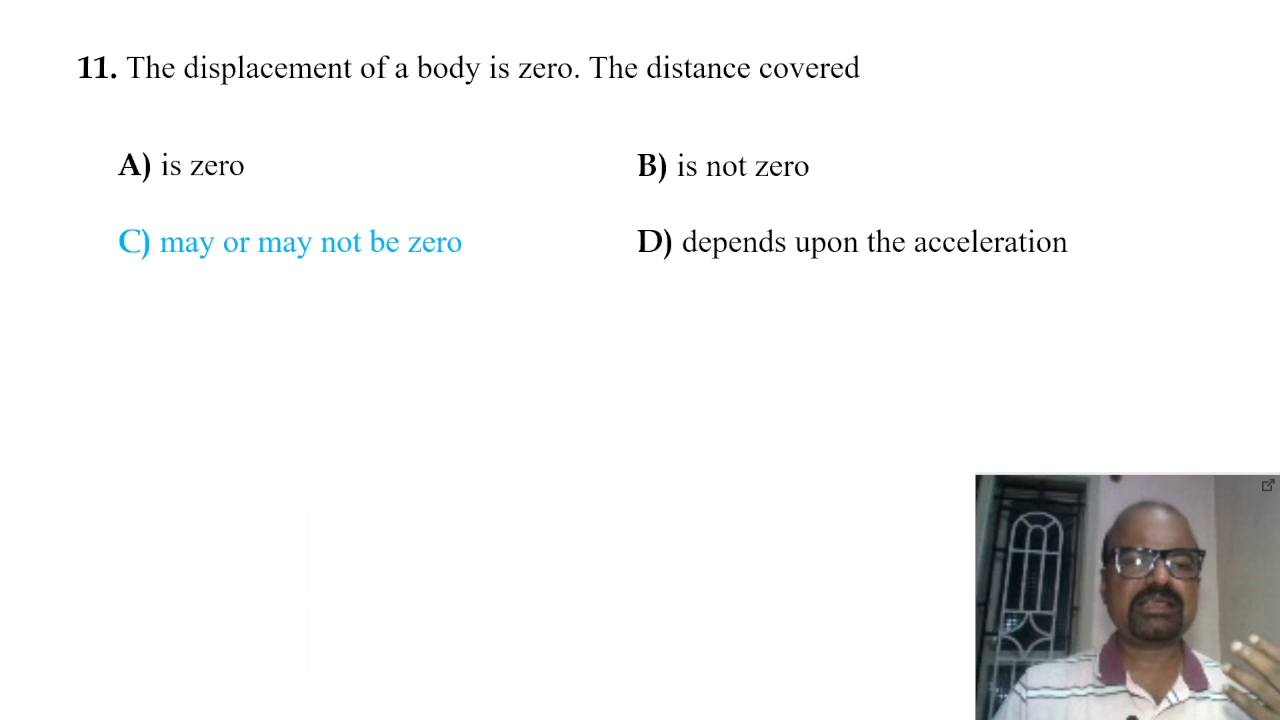 11. The displacement of a body is zero. The distance covered
A) is zero
B) is not zero
C) may or may not be zero
D) depends upon the acceleration